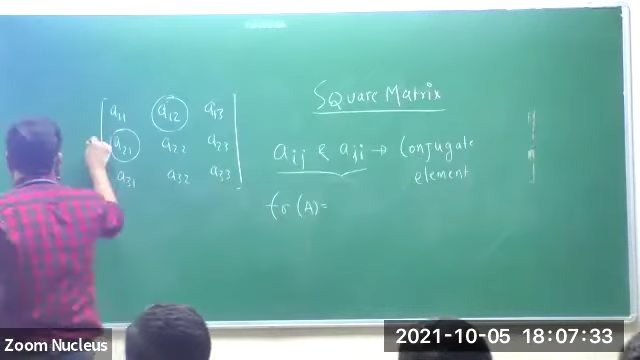 Square Matrix
a11 a12 a13
a21 a22 a23
a31 a32 a33
aij & aji → Conjugate
element
tr (A)=
Zoom Nucleus
2021-10-05 18:07:33